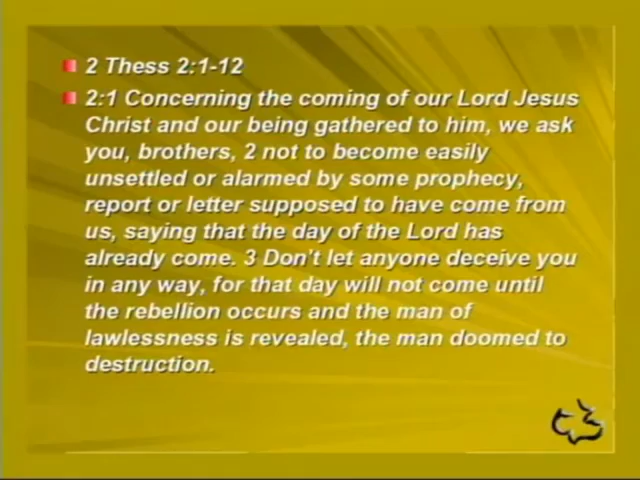 2 Thess 2:1-12
2:1 Concerning the coming of our Lord Jesus
Christ and our being gathered to him, we ask
you, brothers, 2 not to become easily
unsettled or alarmed by some prophecy,
report or letter supposed to have come from
us, saying that the day of the Lord has
already come. 3 Don't let anyone deceive you
in any way, for that day will not come until
the rebellion occurs and the man of
lawlessness is revealed, the man doomed to
destruction.